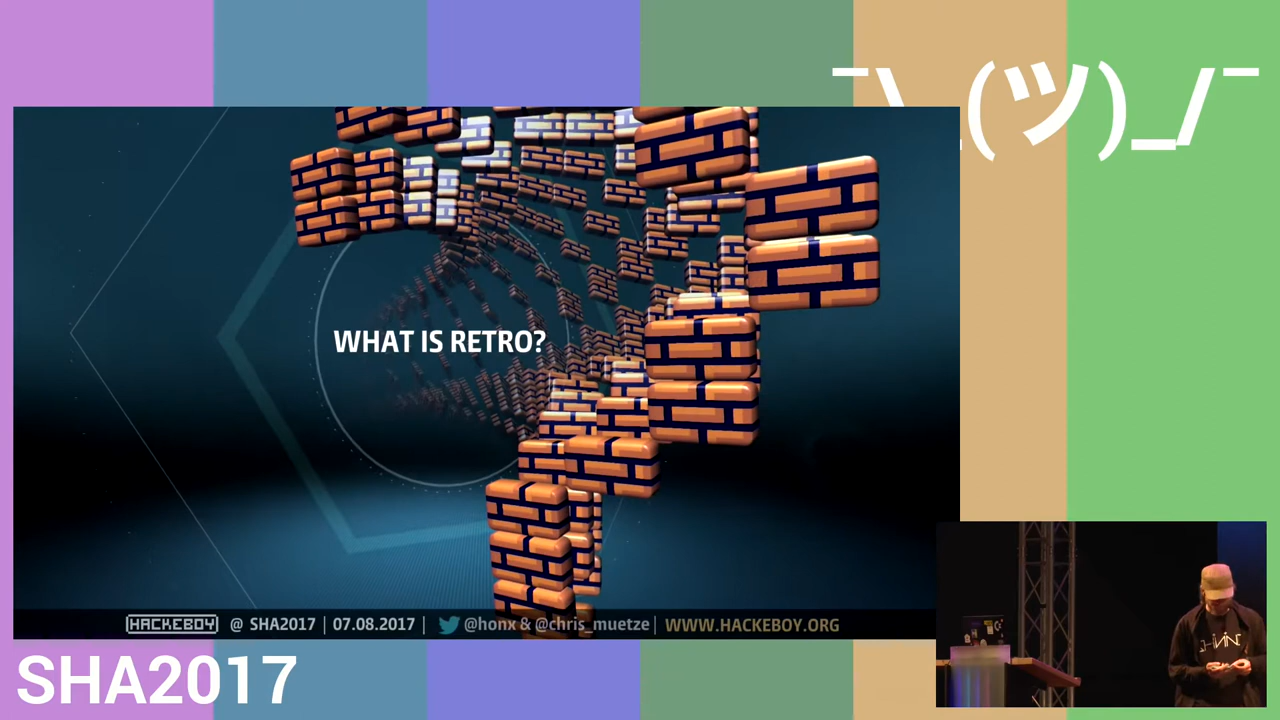 ¯\_(ツ)_/¯
WHAT IS RETRO?
HACKEBOY @ SHA2017 | 07.08.2017 | @honx & @chris_muetze | WWW.HACKEBOY.ORG
SHA2017